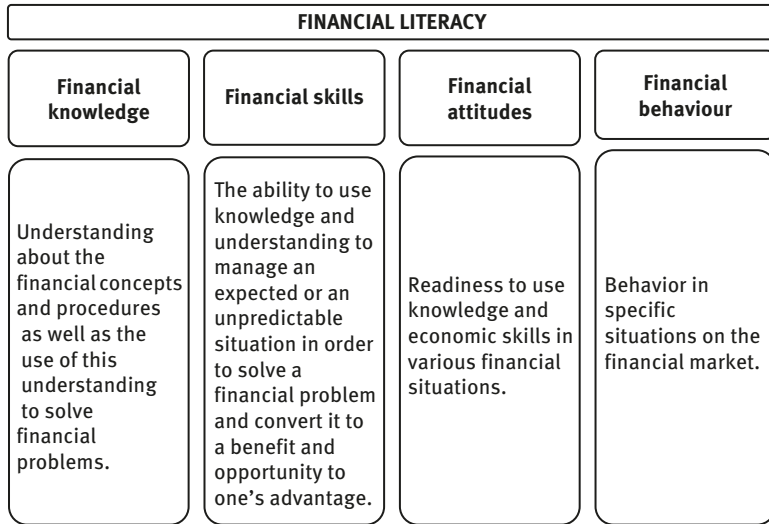 FINANCIAL LITERACY
Financial
knowledge
Financial skills
Financial
attitudes
Financial
behaviour
Understanding
about the
financial concepts
and procedures
as well as the
use of this
understanding
to solve
financial
problems.
The ability to use
knowledge and
understanding to
manage an
expected or an
unpredictable
situation in order
to solve a
financial problem
and convert it to
a benefit and
opportunity to
one’s advantage.
Readiness to use
knowledge and
economic skills in
various financial
situations.
Behavior in
specific
situations on the
financial market.